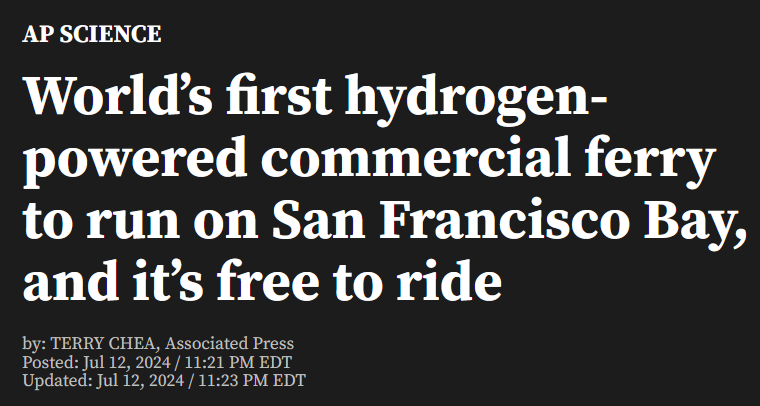 AP SCIENCE
World’s first hydrogen-
powered commercial ferry
to run on San Francisco Bay,
and it’s free to ride
by: TERRY CHEA, Associated Press
Posted: Jul 12, 2024 / 11:21 PM EDT
Updated: Jul 12, 2024 / 11:23 PM EDT